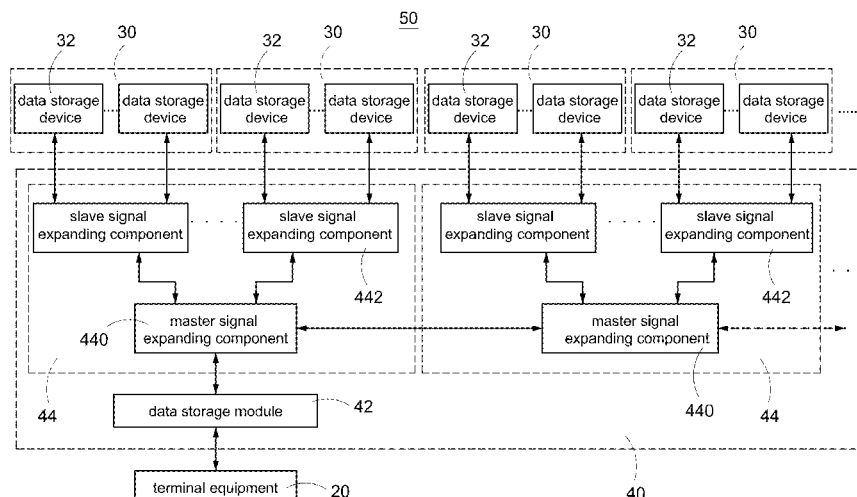 50
32
30
32
30
32
30
32
30
data storage
device
data storage
device
data storage
device
data storage
device
data storage
device
data storage
device
data storage
device
data storage
device
slave signal
expanding component
slave signal
expanding component
slave signal
expanding component
slave signal
expanding component
442
442
440
master signal
expanding component
master signal
expanding component
44
440
44
data storage module
42
terminal equipment
20
40